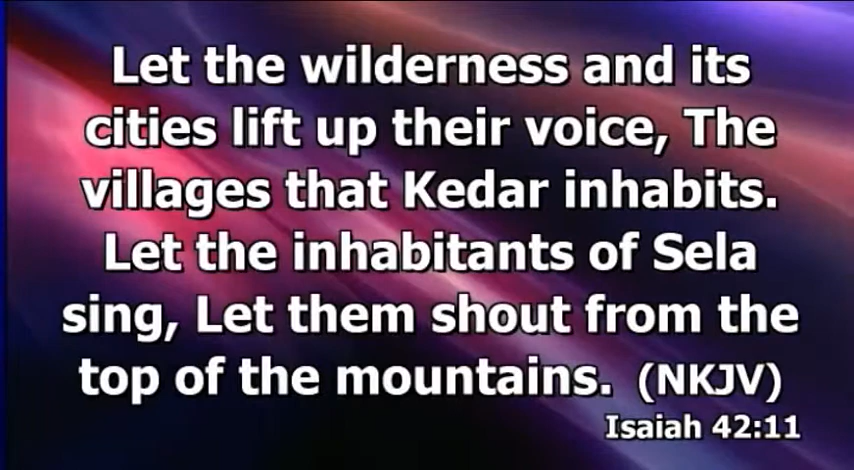 Let the wilderness and its
cities lift up their voice, The
villages that Kedar inhabits.
Let the inhabitants of Sela
sing, Let them shout from the
top of the mountains. (NKJV)
Isaiah 42:11